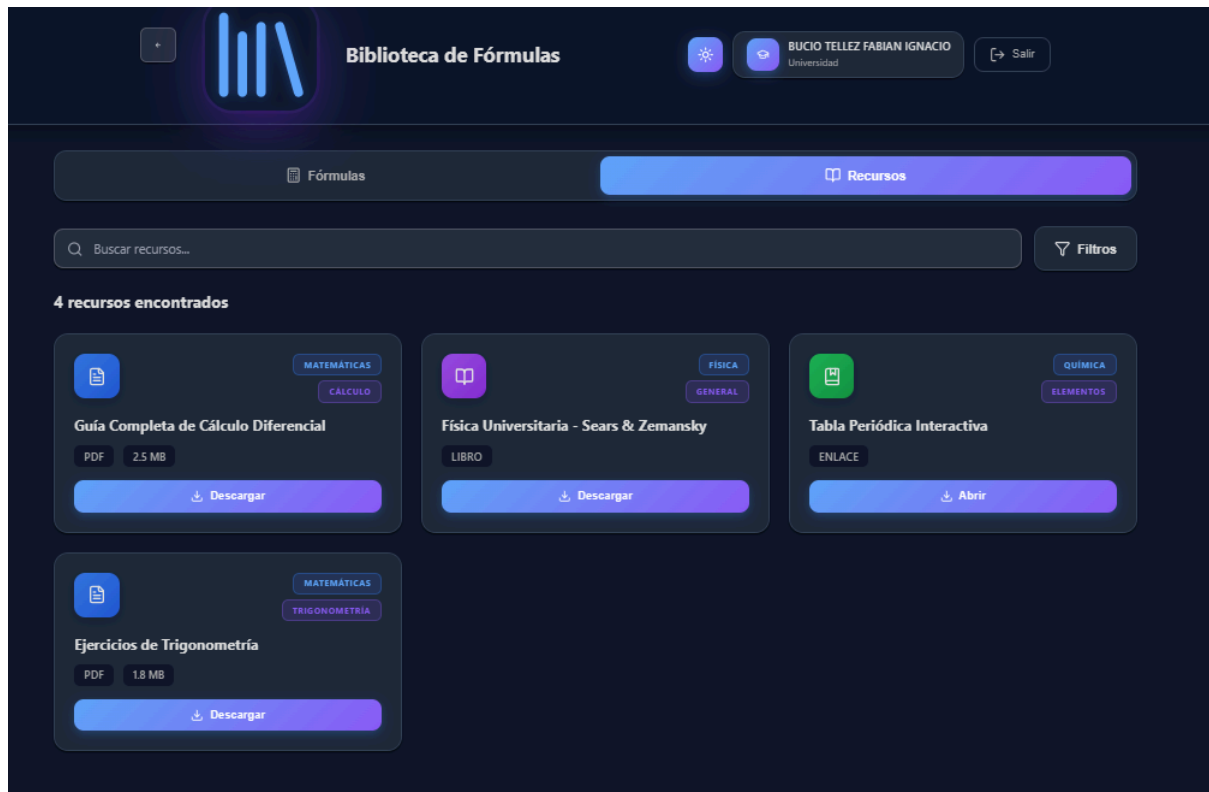 Biblioteca de Fórmulas
BUCIO TELLEZ FABIAN IGNACIO
Universidad
Salir
Fórmulas
Recursos
Buscar recursos...
Filtros
4 recursos encontrados
MATEMÁTICAS
CÁLCULO
Guía Completa de Cálculo Diferencial
PDF 2.5 MB
Descargar
FÍSICA
GENERAL
Física Universitaria - Sears & Zemansky
LIBRO
Descargar
QUÍMICA
ELEMENTOS
Tabla Periódica Interactiva
ENLACE
Abrir
MATEMÁTICAS
TRIGONOMETRÍA
Ejercicios de Trigonometría
PDF 1.8 MB
Descargar